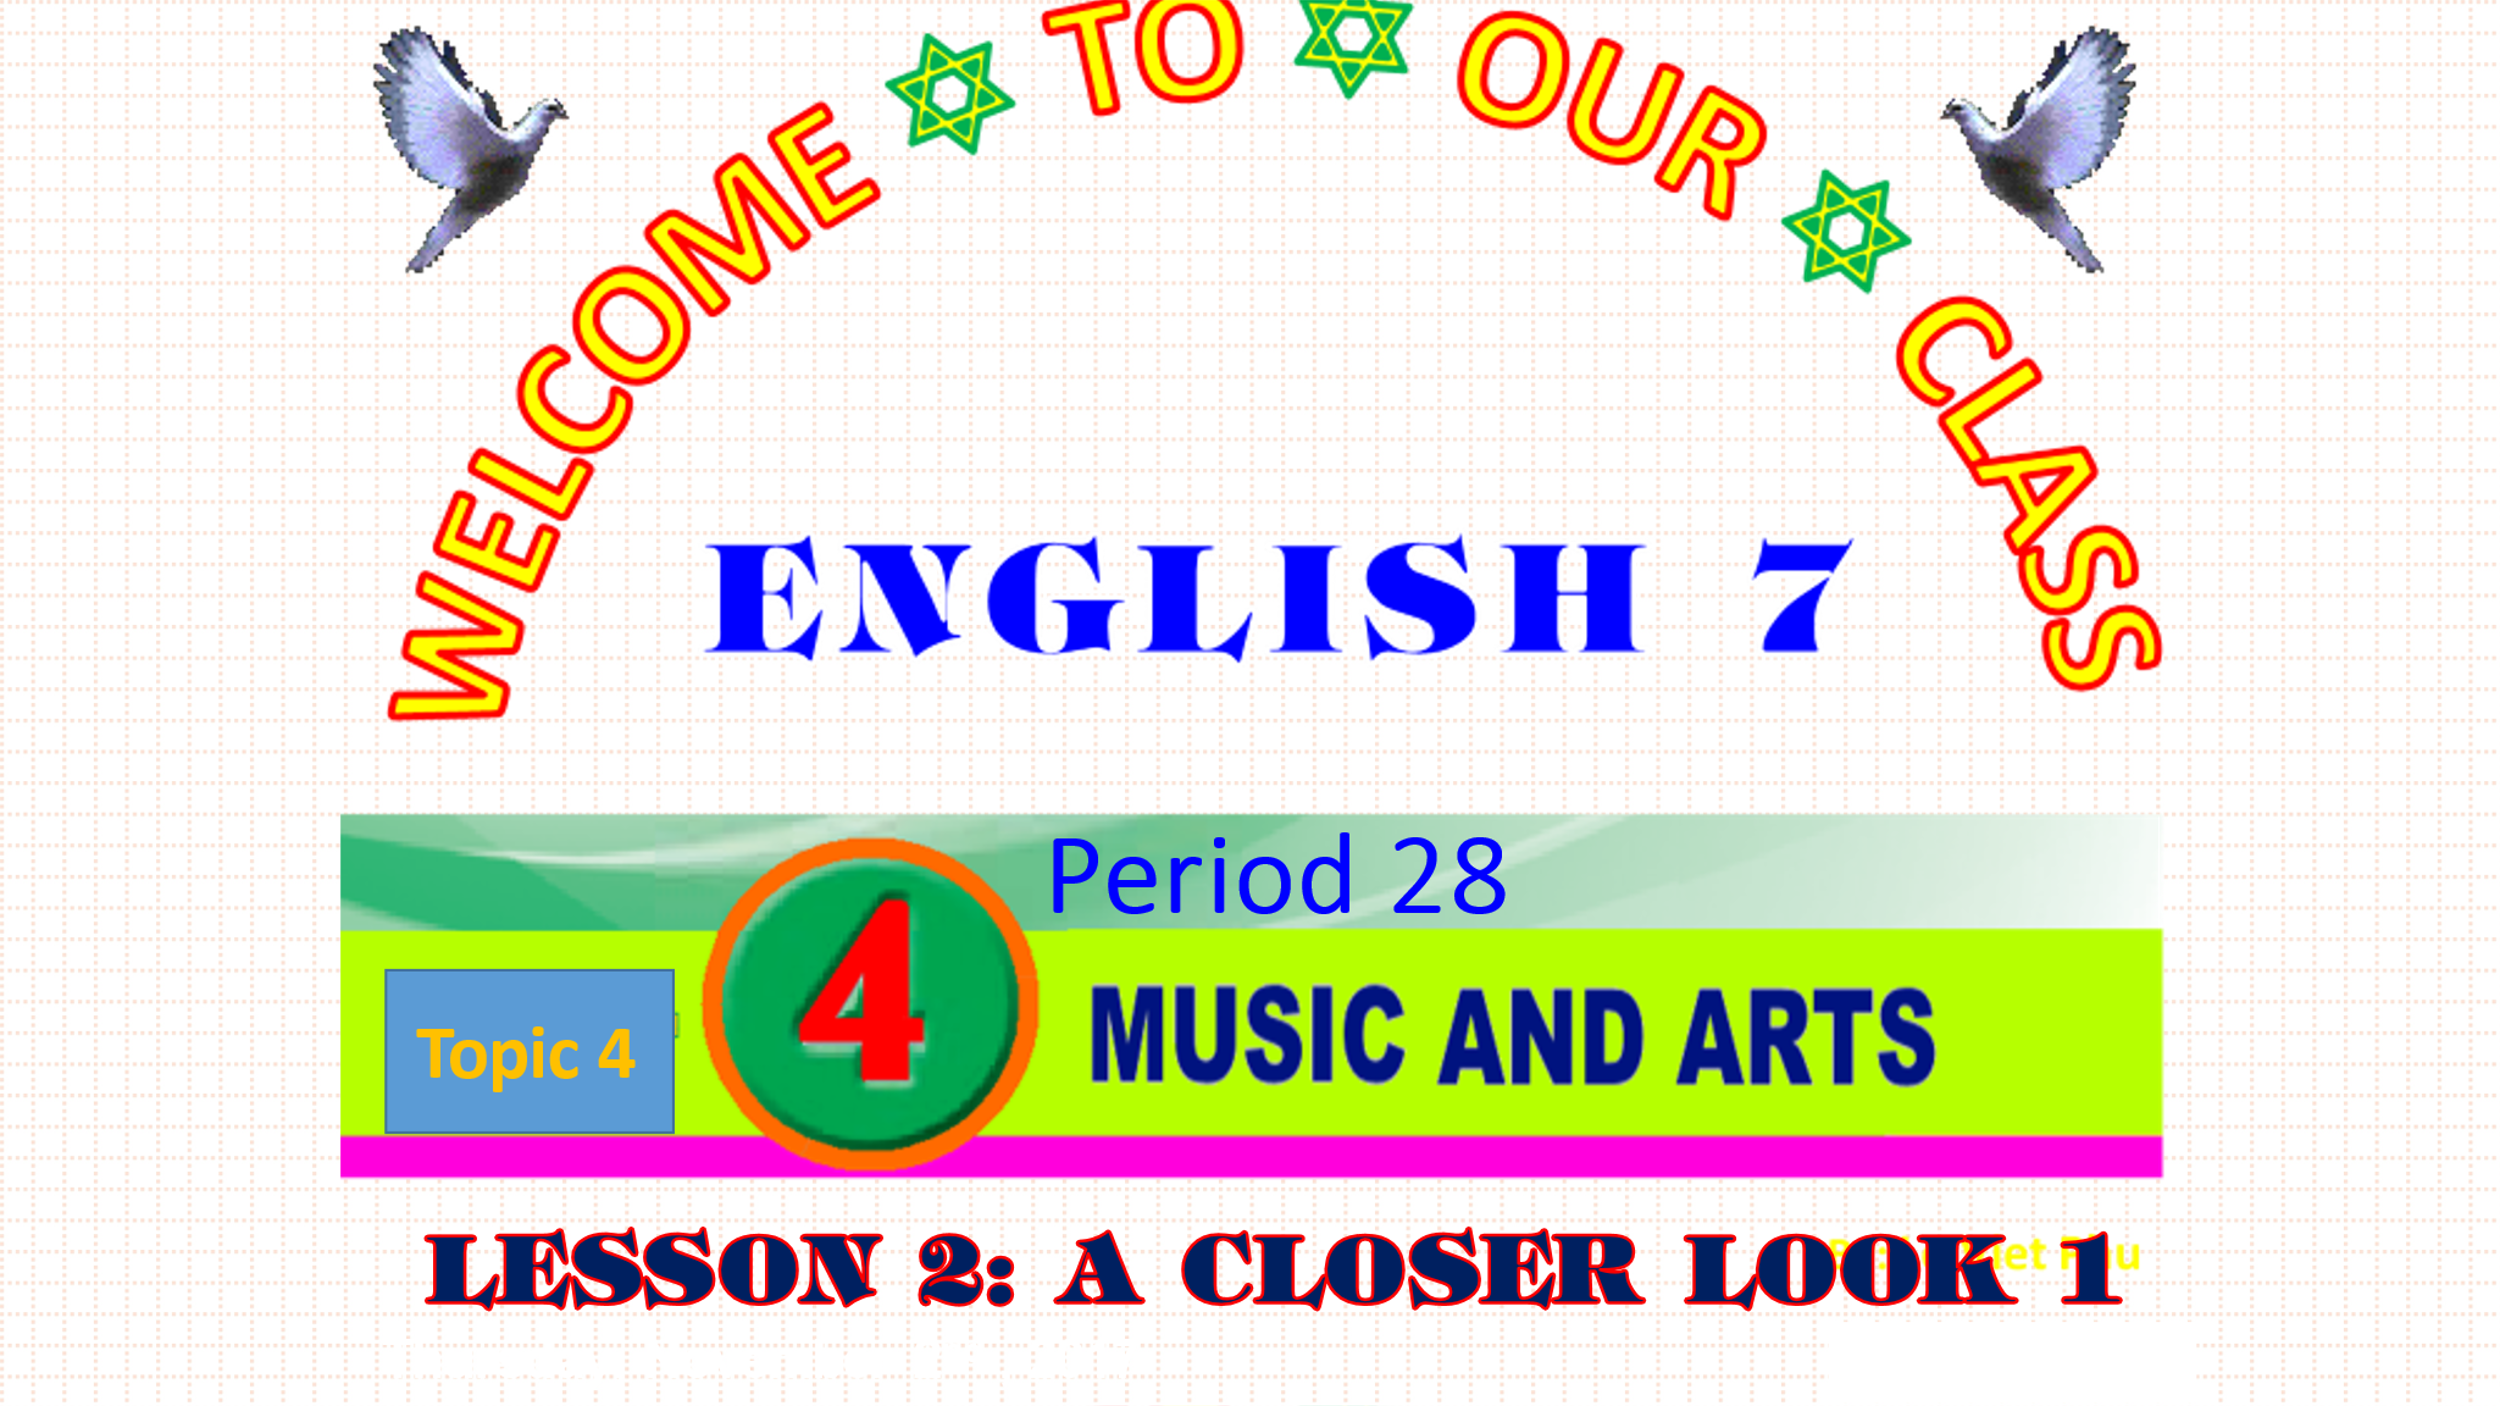 WELCOME TO OUR CLASS
ENGLISH 7
Period 28
Topic 4
4
MUSIC AND ARTS
LESSON 2: A CLOSER LOOK 1